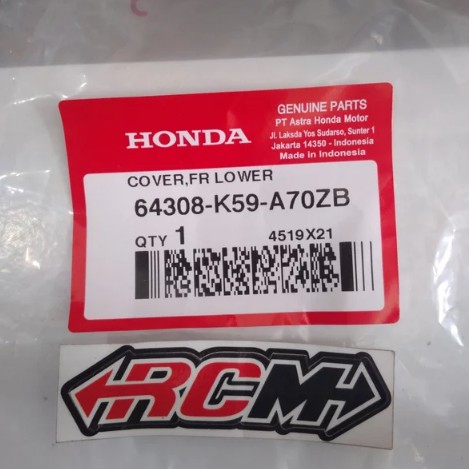 HONDA
GENUINE PARTS
PT Astra Honda Motor
Jl. Laksda Yos Sudarso, Sunter 1
Jakarta 14350 - Indonesia
Made in Indonesia
COVER,FR LOWER
64308-K59-A70ZB
QTY 1 4519X21
RCM